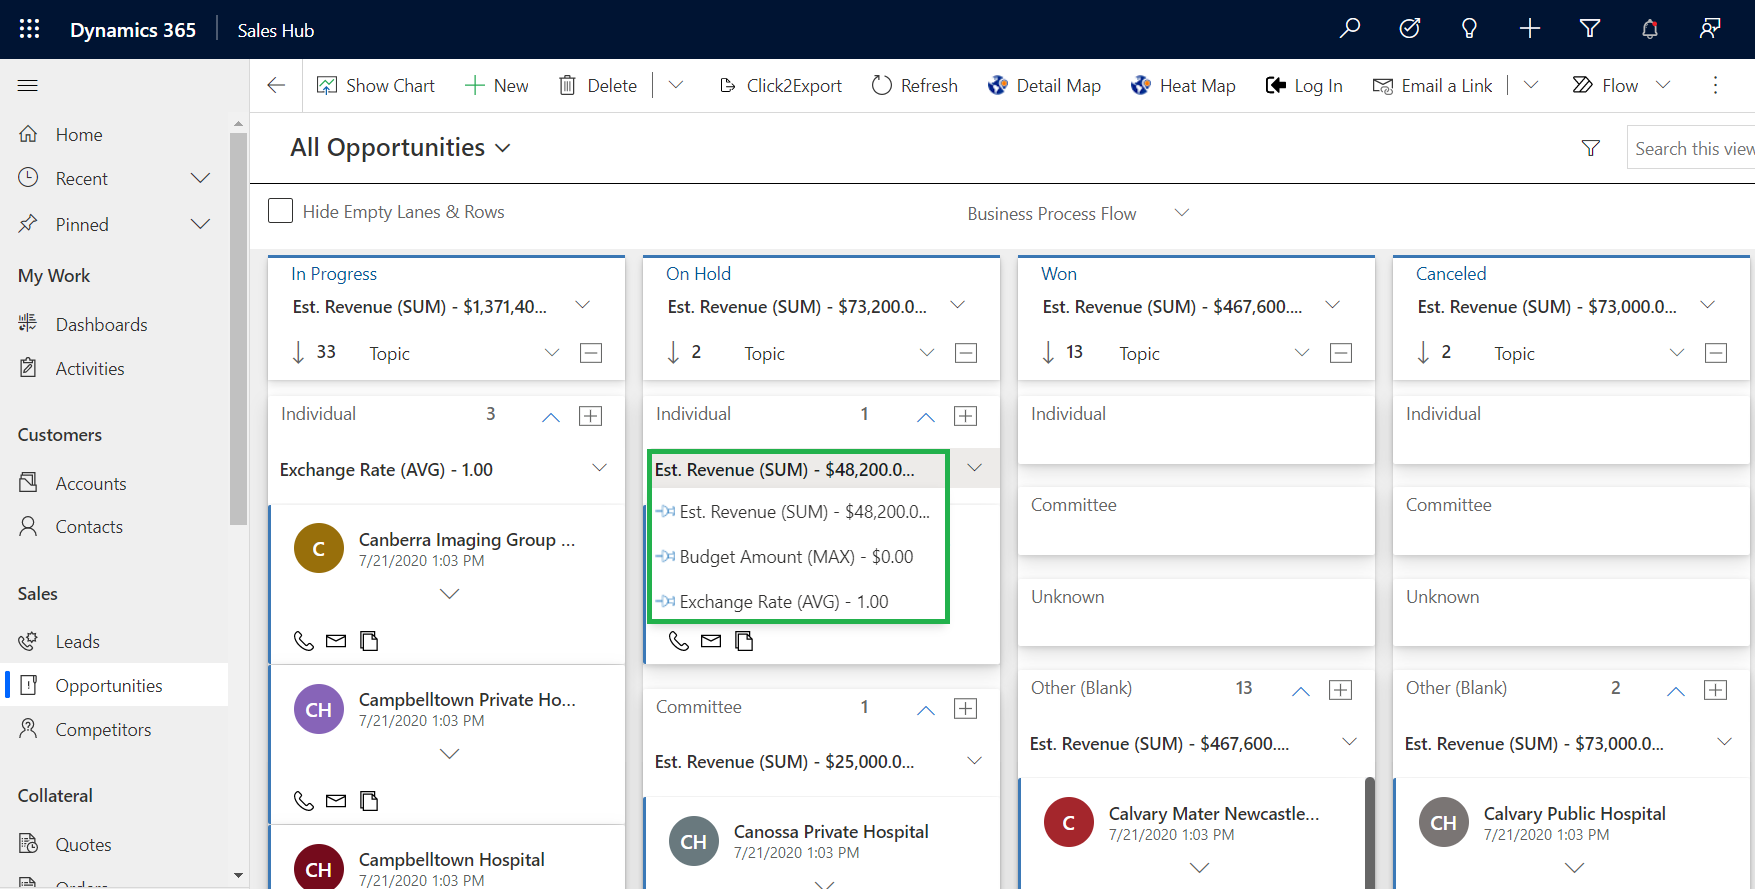 Dynamics 365
Sales Hub
Show Chart
New
Delete
Click2Export
Refresh
Detail Map
Heat Map
Log In
Email a Link
Flow
Home
Recent
Pinned
My Work
Dashboards
Activities
Customers
Accounts
Contacts
Sales
Leads
Opportunities
Competitors
Collateral
Quotes
All Opportunities
Search this view
Hide Empty Lanes & Rows
Business Process Flow
In Progress
Est. Revenue (SUM) - $1,371,40...
33 Topic
Individual 3
Exchange Rate (AVG) - 1.00
C
Canberra Imaging Group ...
7/21/2020 1:03 PM
CH
Campbelltown Private Ho...
7/21/2020 1:03 PM
CH
Campbelltown Hospital
7/21/2020 1:03 PM
On Hold
Est. Revenue (SUM) - $73,200.0...
2 Topic
Individual 1
Est. Revenue (SUM) - $48,200.0...
Est. Revenue (SUM) - $48,200.0...
Budget Amount (MAX) - $0.00
Exchange Rate (AVG) - 1.00
Committee 1
Est. Revenue (SUM) - $25,000.0...
CH
Canossa Private Hospital
7/21/2020 1:03 PM
Won
Est. Revenue (SUM) - $467,600....
13 Topic
Individual
Committee
Unknown
Other (Blank) 13
Est. Revenue (SUM) - $467,600....
C
Calvary Mater Newcastle...
7/21/2020 1:03 PM
Canceled
Est. Revenue (SUM) - $73,000.0...
2 Topic
Individual
Committee
Unknown
Other (Blank) 2
Est. Revenue (SUM) - $73,000.0...
CH
Calvary Public Hospital
7/21/2020 1:03 PM